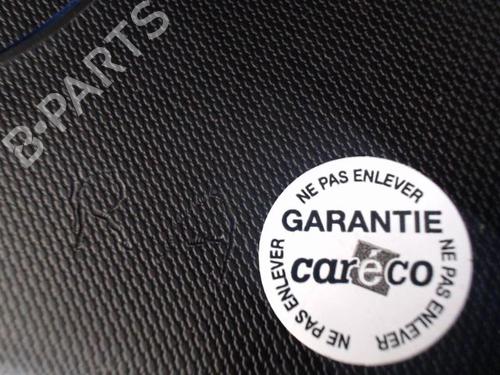 B-PARTS
NE PAS ENLEVER
GARANTIE
caréco
NE PAS ENLEVER
NE PAS ENLEVER